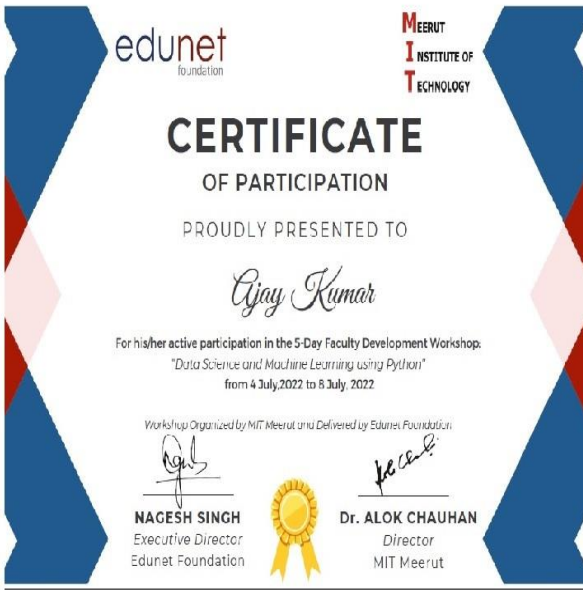 edunet
foundation
MEERUT
INSTITUTE OF
TECHNOLOGY
CERTIFICATE
OF PARTICIPATION
PROUDLY PRESENTED TO
Ajay Kumar
For his/her active participation in the 5-Day Faculty Development Workshop:
"Data Science and Machine Learning using Python"
from 4 July,2022 to 8 July, 2022
Workshop Organized by MIT Meerut and Delivered by Edunet Foundation
NAGESH SINGH
Executive Director
Edunet Foundation
Dr. ALOK CHAUHAN
Director
MIT Meerut